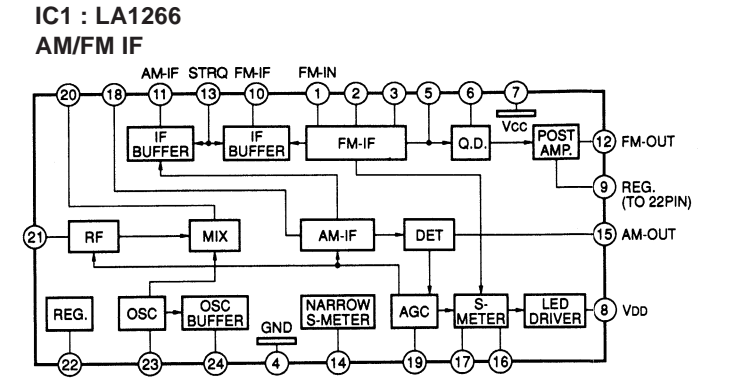 IC1 : LA1266
AM/FM IF
AM-IF STRQ FM-IF FM-IN
20 18 11 13 10 1 2 3 5 6 7
VCC
IF BUFFER
IF BUFFER
FM-IF
Q.D.
POST AMP.
12 FM-OUT
9 REG.
(TO 22PIN)
21 RF MIX AM-IF DET 15 AM-OUT
REG.
OSC
OSC BUFFER
GND
NARROW S-METER
AGC
S-METER
LED DRIVER
8 VDD
22 23 24 4 14 19 17 16